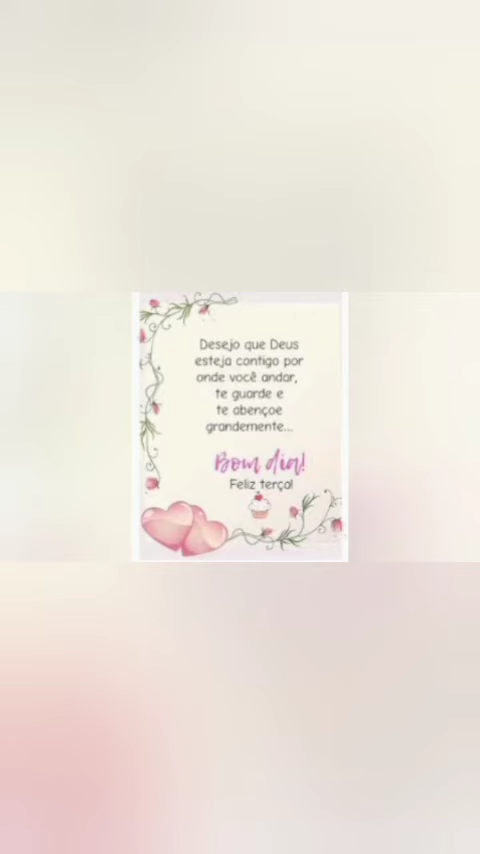 Desejo que Deus
esteja contigo por
onde você andar,
te guarde e
te abençoe
grandemente...
Bom dia!
Feliz terça!